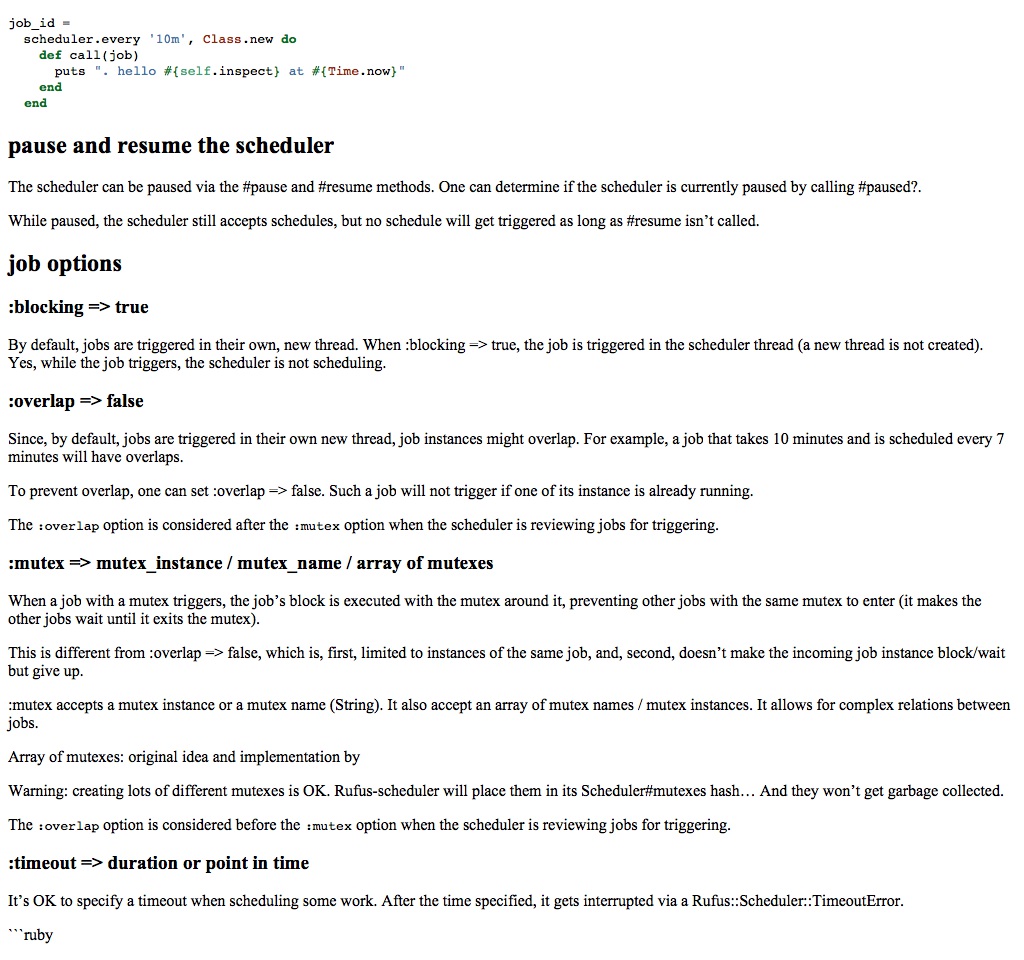 job_id =
  scheduler.every '10m', Class.new do
    def call(job)
      puts ". hello #{self.inspect} at #{Time.now}"
    end
  end
pause and resume the scheduler
The scheduler can be paused via the #pause and #resume methods. One can determine if the scheduler is currently paused by calling #paused?.
While paused, the scheduler still accepts schedules, but no schedule will get triggered as long as #resume isn’t called.
job options
:blocking => true
By default, jobs are triggered in their own, new thread. When :blocking => true, the job is triggered in the scheduler thread (a new thread is not created).
Yes, while the job triggers, the scheduler is not scheduling.
:overlap => false
Since, by default, jobs are triggered in their own new thread, job instances might overlap. For example, a job that takes 10 minutes and is scheduled every 7
minutes will have overlaps.
To prevent overlap, one can set :overlap => false. Such a job will not trigger if one of its instance is already running.
The :overlap option is considered after the :mutex option when the scheduler is reviewing jobs for triggering.
:mutex => mutex_instance / mutex_name / array of mutexes
When a job with a mutex triggers, the job’s block is executed with the mutex around it, preventing other jobs with the same mutex to enter (it makes the
other jobs wait until it exits the mutex).
This is different from :overlap => false, which is, first, limited to instances of the same job, and, second, doesn’t make the incoming job instance block/wait
but give up.
:mutex accepts a mutex instance or a mutex name (String). It also accept an array of mutex names / mutex instances. It allows for complex relations between
jobs.
Array of mutexes: original idea and implementation by
Warning: creating lots of different mutexes is OK. Rufus-scheduler will place them in its Scheduler#mutexes hash… And they won’t get garbage collected.
The :overlap option is considered before the :mutex option when the scheduler is reviewing jobs for triggering.
:timeout => duration or point in time
It’s OK to specify a timeout when scheduling some work. After the time specified, it gets interrupted via a Rufus::Scheduler::TimeoutError.
```ruby